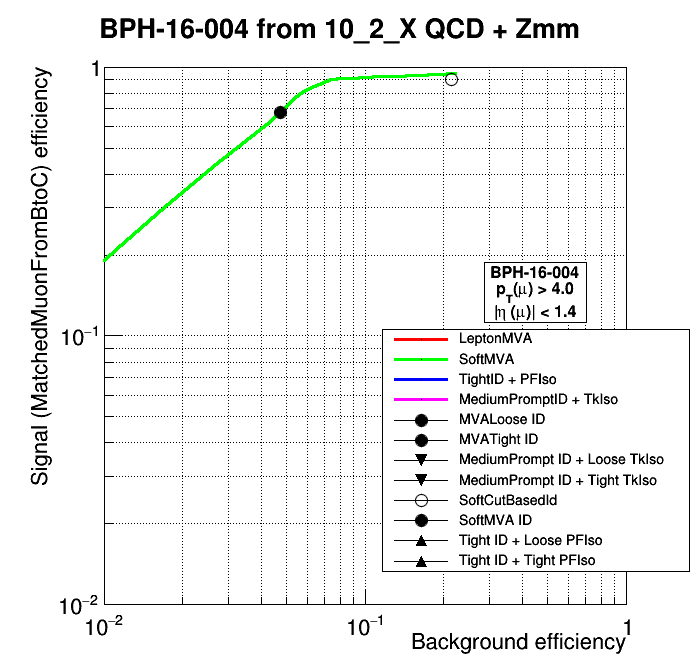 BPH-16-004 from 10_2_X QCD + Zmm
Signal (MatchedMuonFromBtoC) efficiency
1
10⁻¹
10⁻²
BPH-16-004
p_T(μ) > 4.0
|η (μ)| < 1.4
LeptonMVA
SoftMVA
TightID + PFIso
MediumPromptID + TkIso
MVALoose ID
MVATight ID
MediumPrompt ID + Loose TkIso
MediumPrompt ID + Tight TkIso
SoftCutBasedId
SoftMVA ID
Tight ID + Loose PFIso
Tight ID + Tight PFIso
10⁻² 10⁻¹ 1
Background efficiency